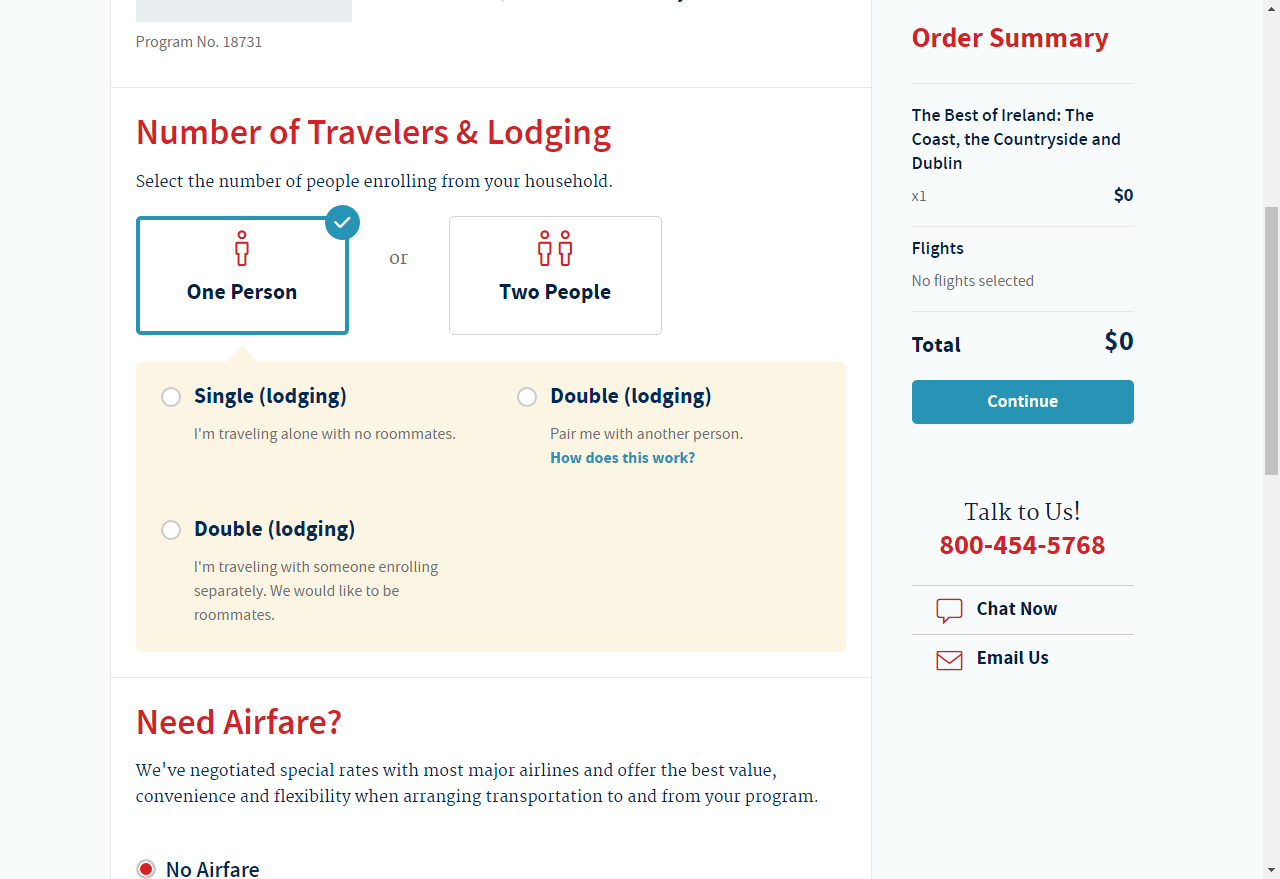 Program No. 18731
Number of Travelers & Lodging
Select the number of people enrolling from your household.
One Person
or
Two People
Single (lodging)
I'm traveling alone with no roommates.
Double (lodging)
Pair me with another person.
How does this work?
Double (lodging)
I'm traveling with someone enrolling
separately. We would like to be
roommates.
Need Airfare?
We've negotiated special rates with most major airlines and offer the best value,
convenience and flexibility when arranging transportation to and from your program.
No Airfare
Order Summary
The Best of Ireland: The
Coast, the Countryside and
Dublin
x1 $0
Flights
No flights selected
Total $0
Continue
Talk to Us!
800-454-5768
Chat Now
Email Us